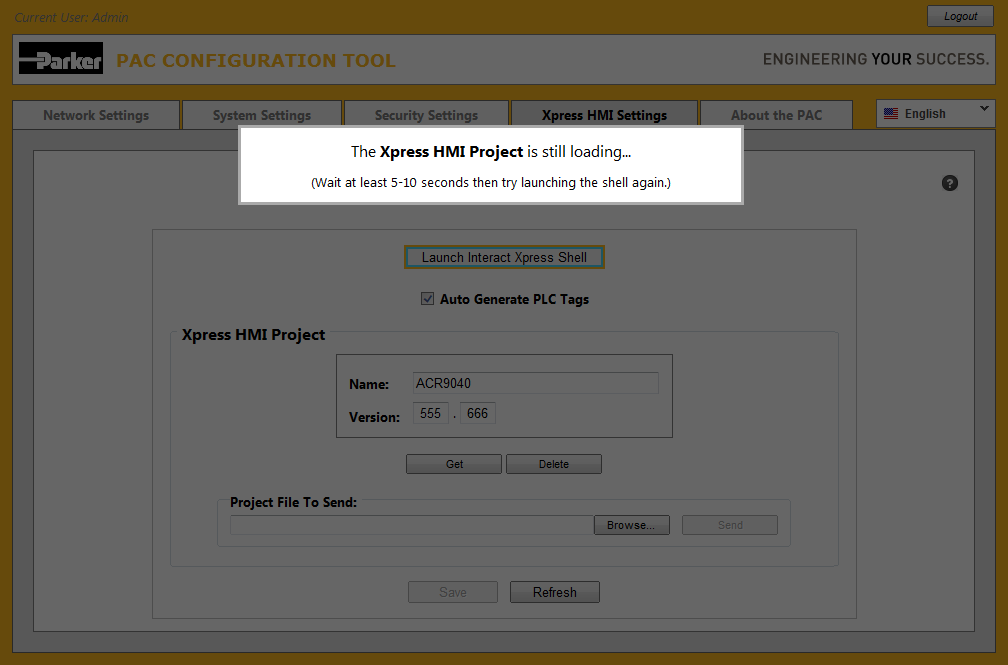 Current User: Admin
Logout
Parker
PAC CONFIGURATION TOOL
ENGINEERING YOUR SUCCESS.
Network Settings
System Settings
Security Settings
Xpress HMI Settings
About the PAC
English
The Xpress HMI Project is still loading...
(Wait at least 5-10 seconds then try launching the shell again.)
?
Launch Interact Xpress Shell
Auto Generate PLC Tags
Xpress HMI Project
Name: ACR9040
Version: 555 . 666
Get
Delete
Project File To Send:
Browse...
Send
Save
Refresh